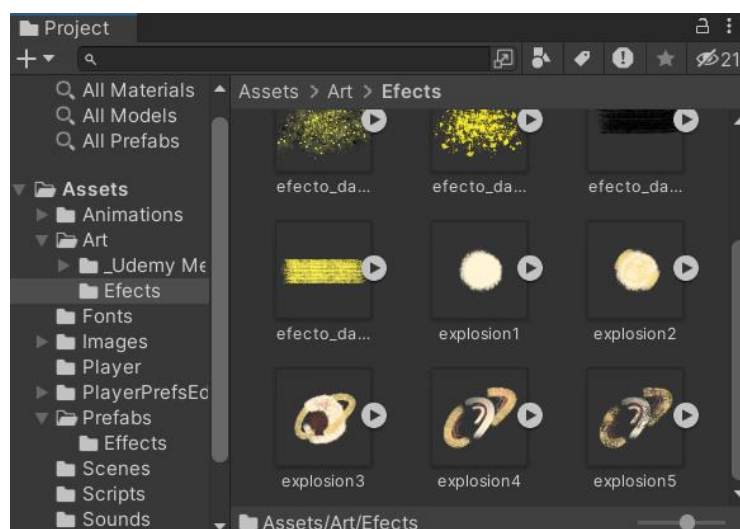 Project
21
All Materials
All Models
All Prefabs
Assets
Animations
Art
_Udemy Me
Efects
Fonts
Images
Player
PlayerPrefsEd
Prefabs
Effects
Scenes
Scripts
Sounds
Assets > Art > Efects
efecto_da... efecto_da... efecto_da...
efecto_da... explosion1 explosion2
explosion3 explosion4 explosion5
Assets/Art/Efects